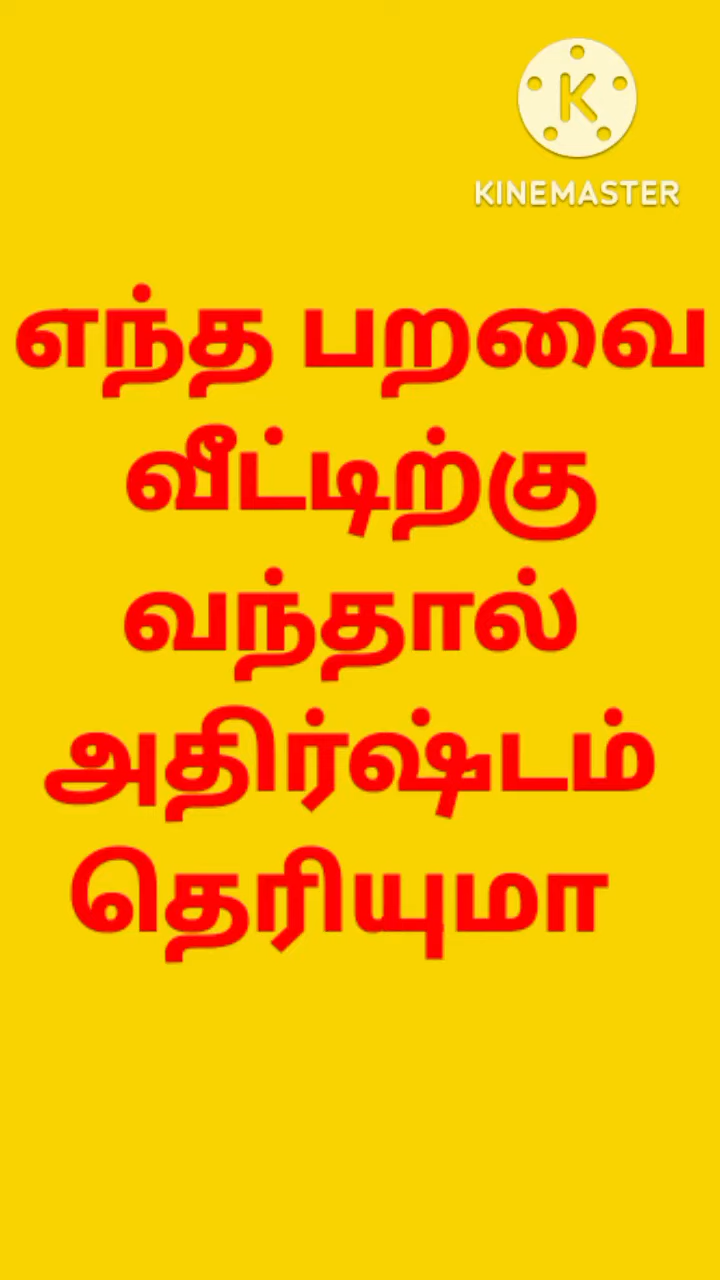 K
KINEMASTER
எந்த பறவை
வீட்டிற்கு
வந்தால்
அதிர்ஷ்டம்
தெரியுமா